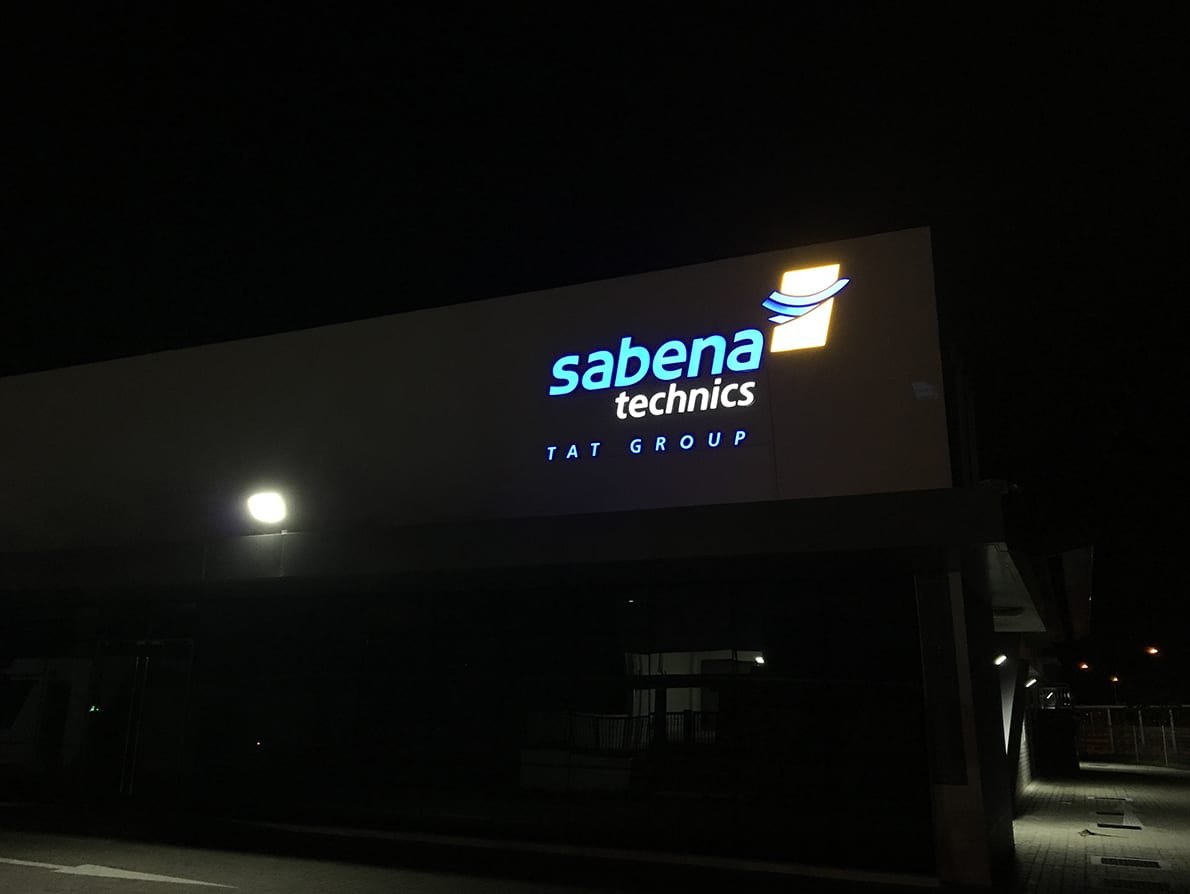 sabena
technics
TAT GROUP